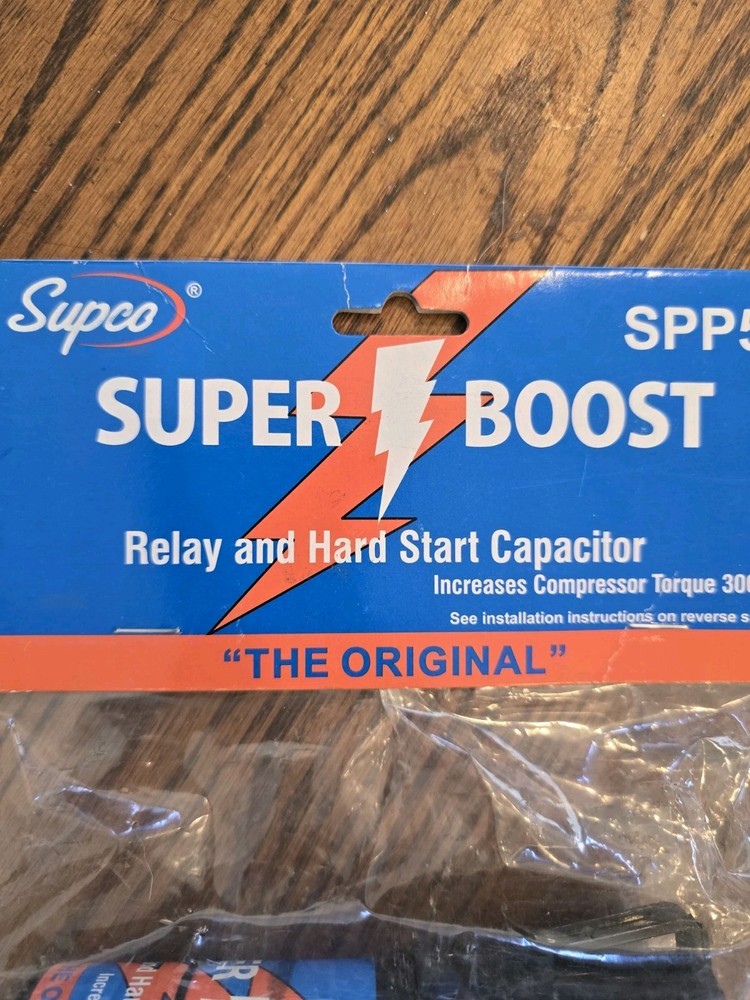 Supco®
SPP5
SUPER BOOST
Relay and Hard Start Capacitor
Increases Compressor Torque 300
See installation instructions on reverse s
"THE ORIGINAL"